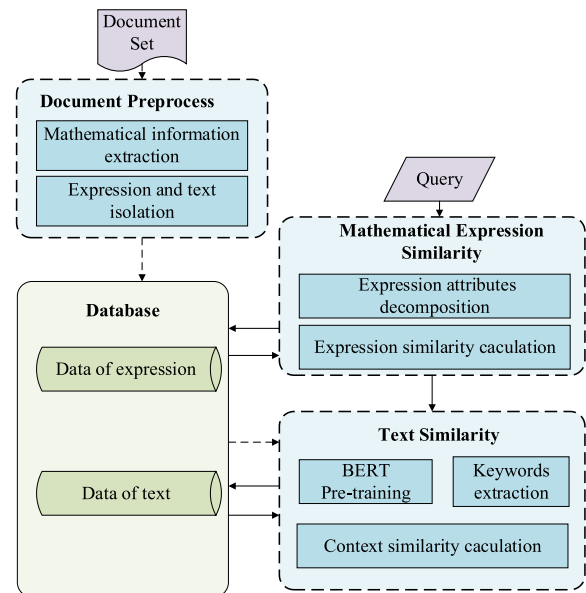 Document
Set
Document Preprocess
Mathematical information
extraction
Expression and text
isolation
Query
Mathematical Expression
Similarity
Expression attributes
decomposition
Expression similarity caculation
Database
Data of expression
Data of text
Text Similarity
BERT
Pre-training
Keywords
extraction
Context similarity caculation